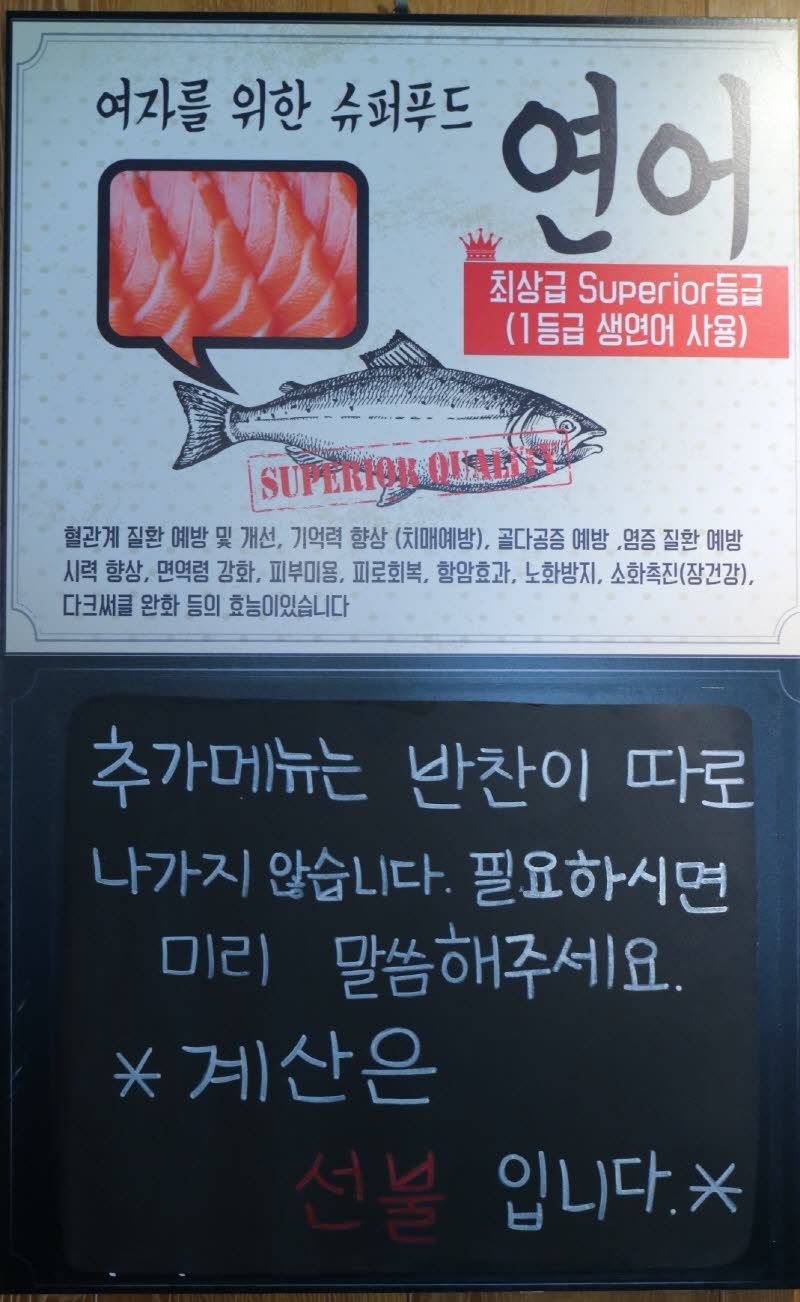 여자를 위한 슈퍼푸드
연어
최상급 Superior등급
(1등급 생연어 사용)
SUPERIOR QUALITY
혈관계 질환 예방 및 개선, 기억력 향상 (치매예방), 골다공증 예방 ,염증 질환 예방
시력 향상, 면역령 강화, 피부미용, 피로회복, 항암효과, 노화방지, 소화촉진(장건강),
다크써클 완화 등의 효능이있습니다
추가메뉴는 반찬이 따로
나가지 않습니다. 필요하시면
미리 말씀해주세요.
* 계산은
선불 입니다.*